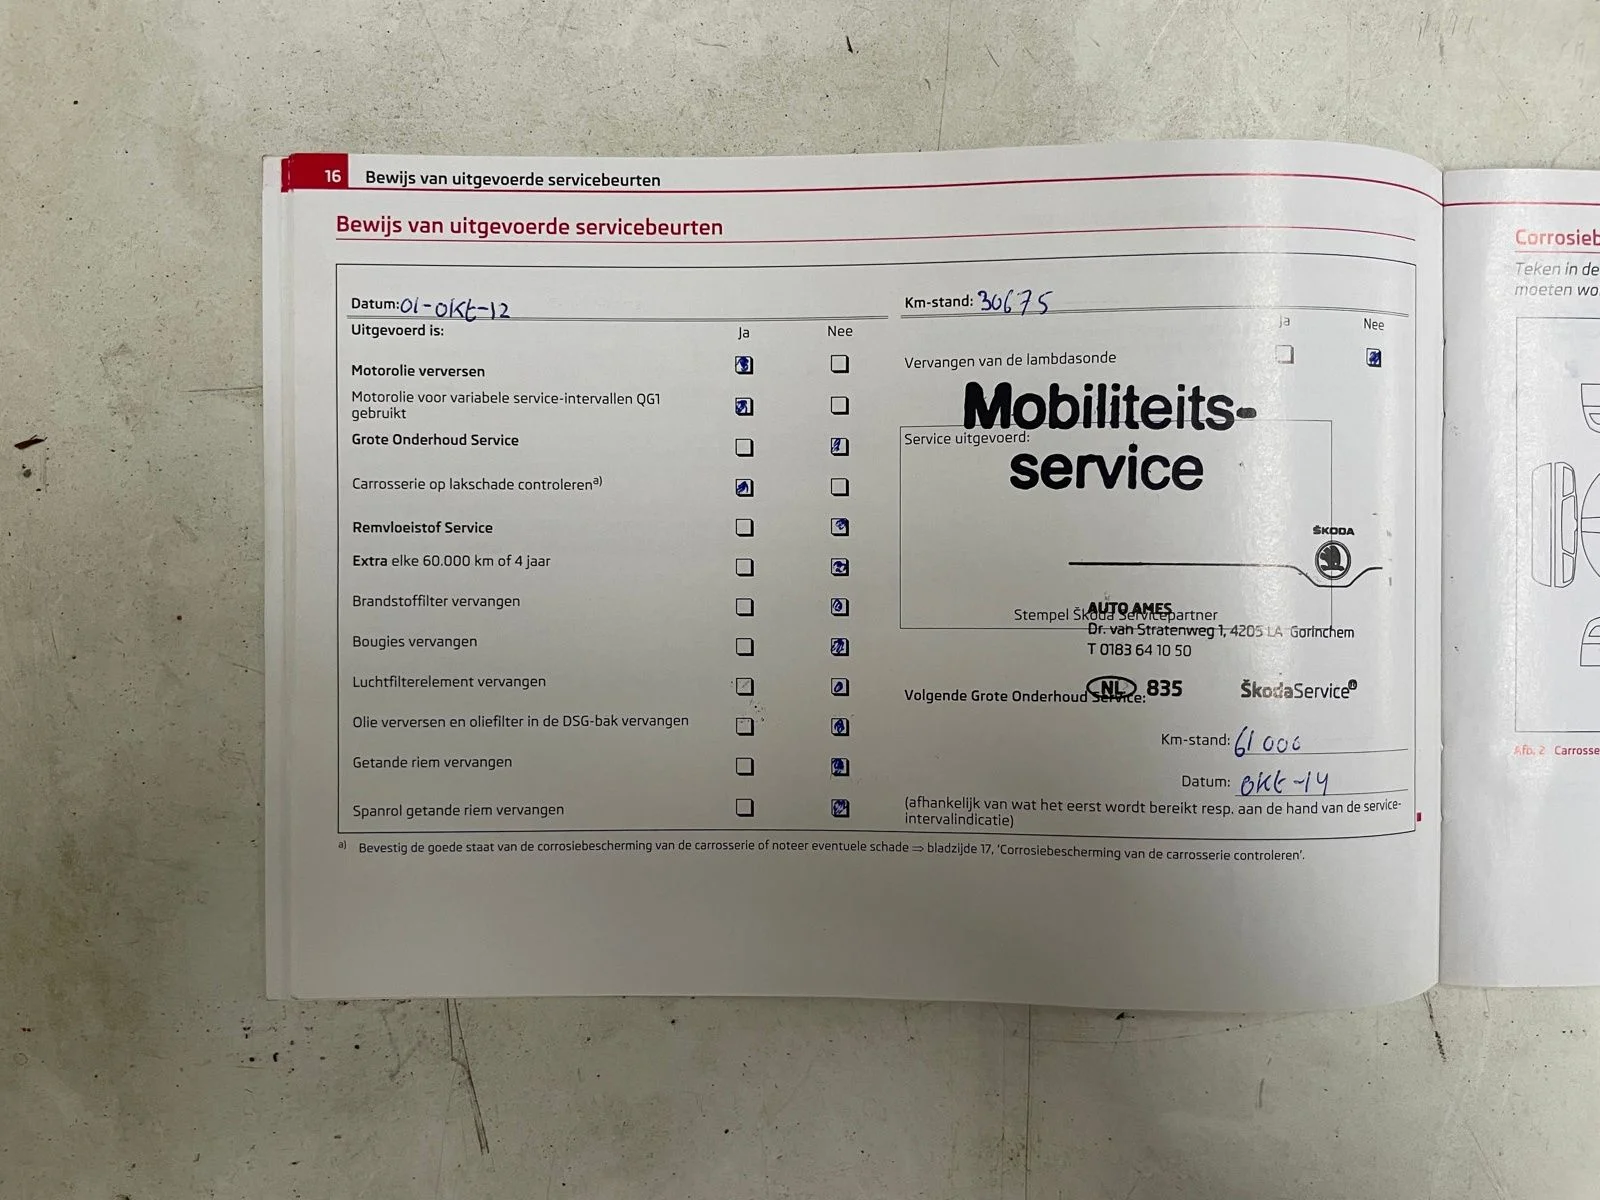 16 Bewijs van uitgevoerde servicebeurten
Bewijs van uitgevoerde servicebeurten
Datum: 01-okt-12
Uitgevoerd is: Ja Nee
Motorolie verversen
Motorolie voor variabele service-intervallen QG1
gebruikt
Grote Onderhoud Service
Carrosserie op lakschade controlerenᵃ⁾
Remvloeistof Service
Extra elke 60.000 km of 4 jaar
Brandstoffilter vervangen
Bougies vervangen
Luchtfilterelement vervangen
Olie verversen en oliefilter in de DSG-bak vervangen
Getande riem vervangen
Spanrol getande riem vervangen
Km-stand: 30675
Ja Nee
Vervangen van de lambdasonde
Mobiliteits-
Service uitgevoerd:
service
ŠKODA
AUTO AMES
Stempel Škoda Servicepartner
Dr. van Stratenweg 1, 4205 LA Gorinchem
T 0183 64 10 50
NL 835 ŠkodaService
Volgende Grote Onderhoud Service:
Km-stand: 61 000
Datum: okt-14
(afhankelijk van wat het eerst wordt bereikt resp. aan de hand van de service-
intervalindicatie)
a) Bevestig de goede staat van de corrosiebescherming van de carrosserie of noteer eventuele schade ⇒ bladzijde 17, 'Corrosiebescherming van de carrosserie controleren'.
Corrosieb
Teken in de
moeten wo
Afb. 2 Carrosse